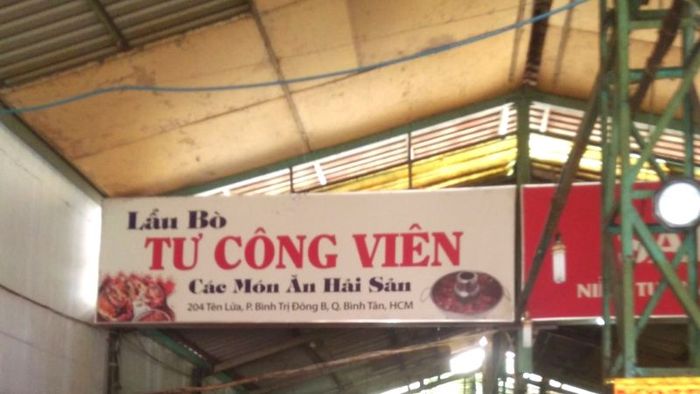 Lẩu Bò
TƯ CÔNG VIÊN
Các Món Ăn Hải Sản
204 Tên Lửa, P. Bình Trị Đông B, Q. Bình Tân, HCM